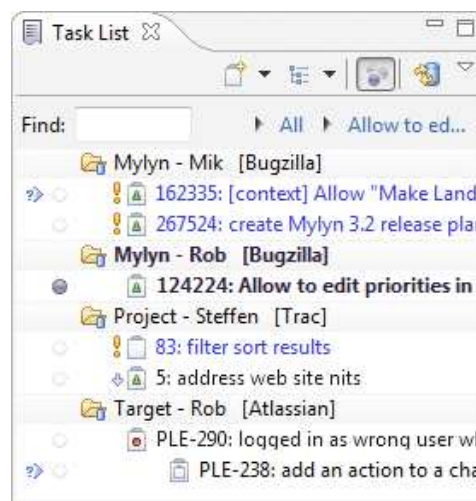 Task List
Find:
All Allow to ed...
Mylyn - Mik [Bugzilla]
162335: [context] Allow "Make Land
267524: create Mylyn 3.2 release pla
Mylyn - Rob [Bugzilla]
124224: Allow to edit priorities in
Project - Steffen [Trac]
83: filter sort results
5: address web site nits
Target - Rob [Atlassian]
PLE-290: logged in as wrong user w
PLE-238: add an action to a cha